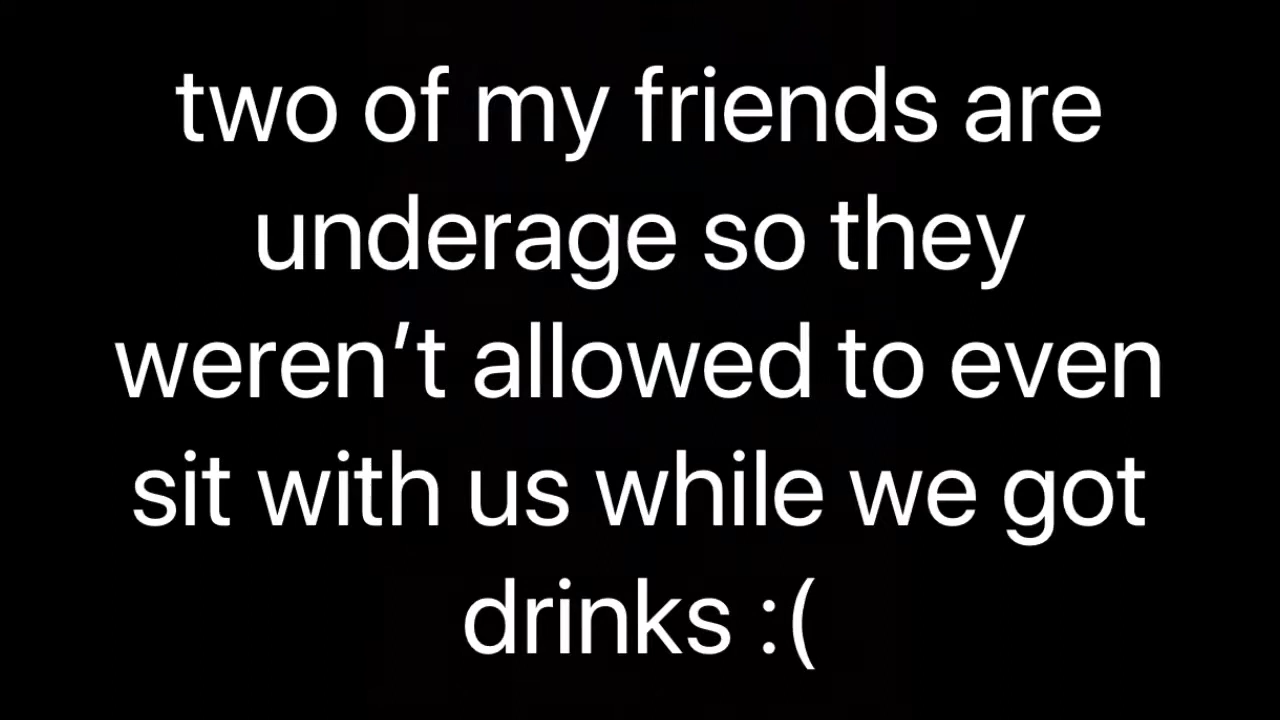 two of my friends are
underage so they
weren’t allowed to even
sit with us while we got
drinks :(